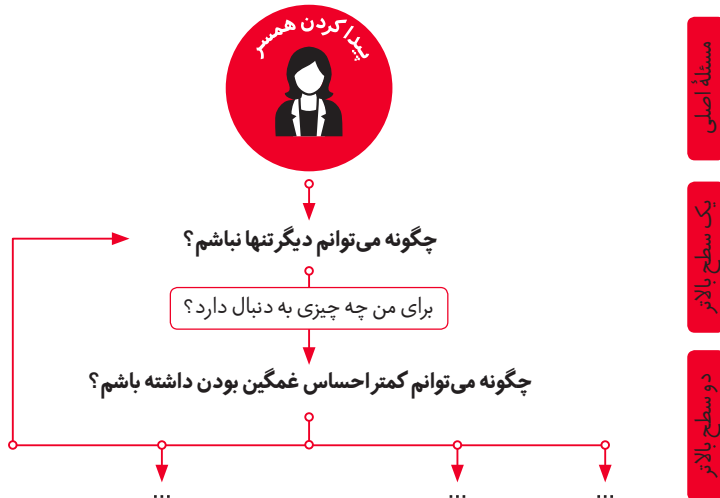 پیدا کردن همسر
مسئلهٔ اصلی
چگونه می‌توانم دیگر تنها نباشم؟
یک سطح بالاتر
برای من چه چیزی به دنبال دارد؟
چگونه می‌توانم کمتر احساس غمگین بودن داشته باشم؟
دو سطح بالاتر
... ... ...